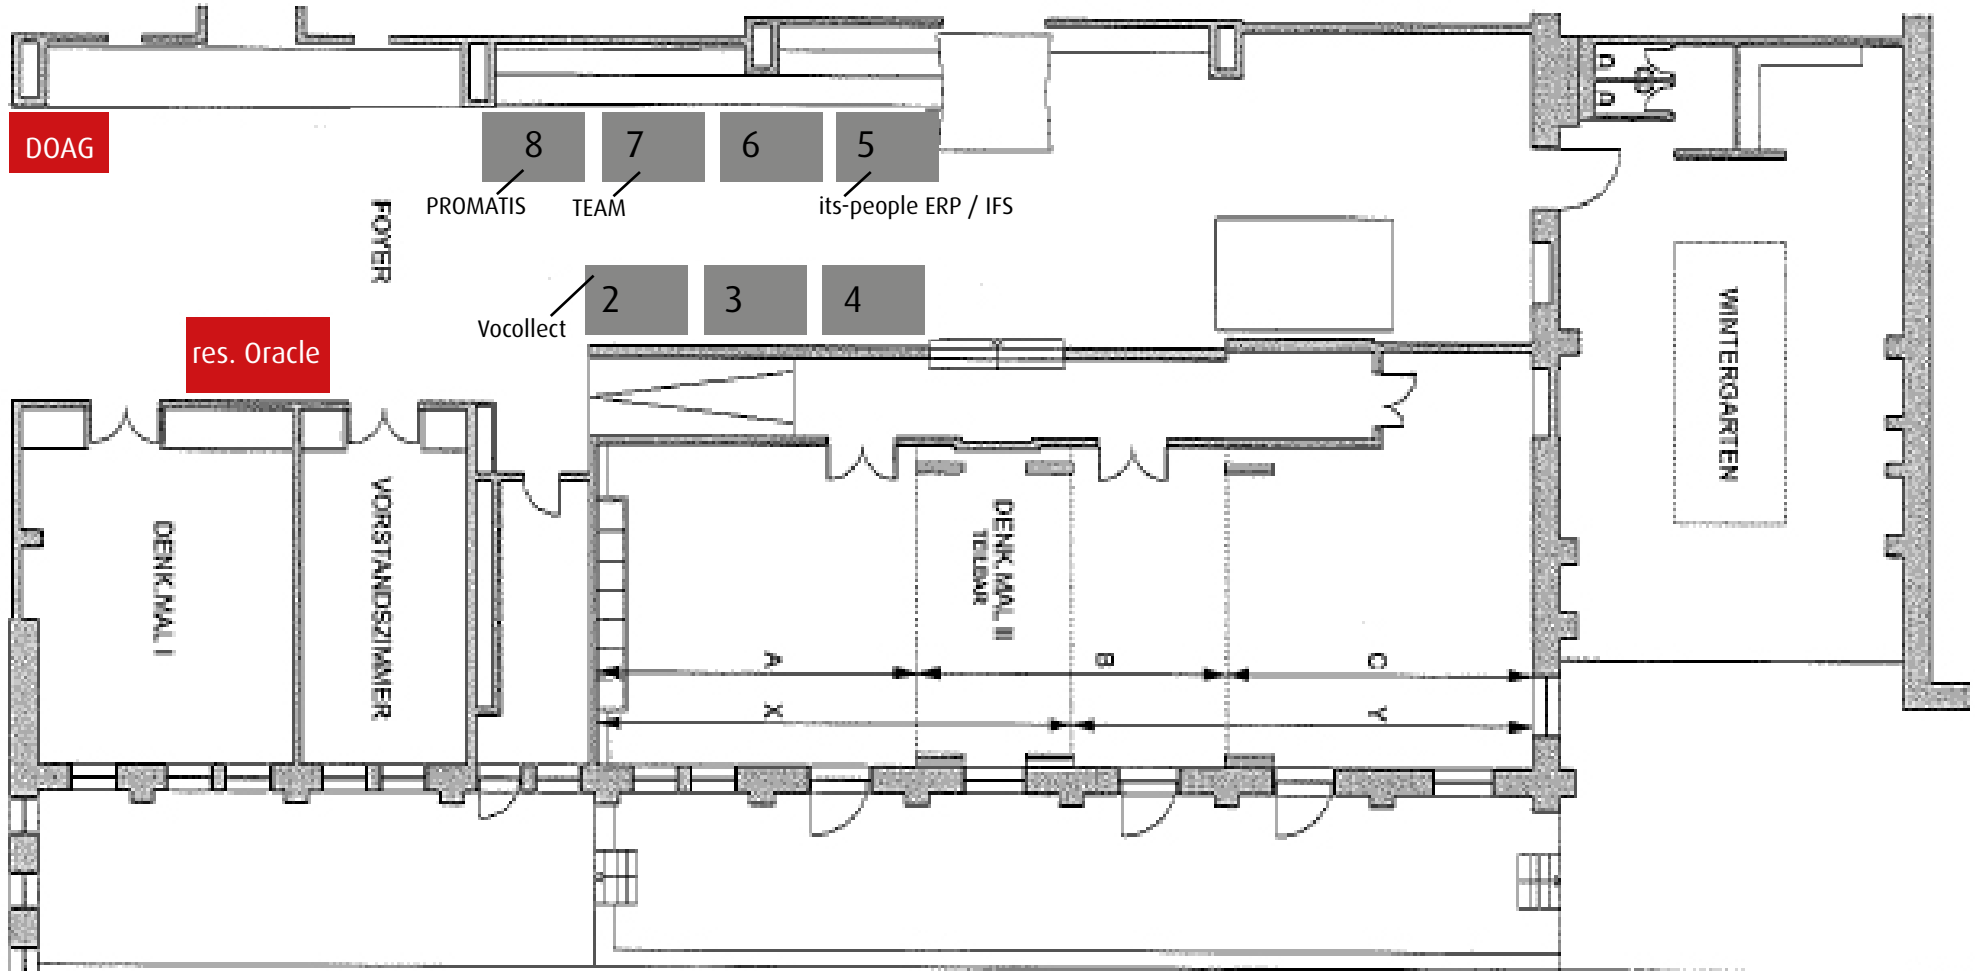 DOAG
8
7
6
5
PROMATIS
TEAM
its-people ERP / IFS
FOYER
2
3
4
Vocollect
res. Oracle
WINTERGARTEN
DENK.MAL I
VORSTANDSZIMMER
DENK.MAL II
TEILBAR
A
B
C
X
Y